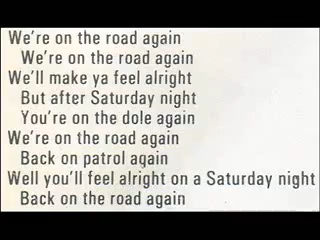 We're on the road again
We're on the road again
We'll make ya feel alright
But after Saturday night
You're on the dole again
We're on the road again
Back on patrol again
Well you'll feel alright on a Saturday night
Back on the road again